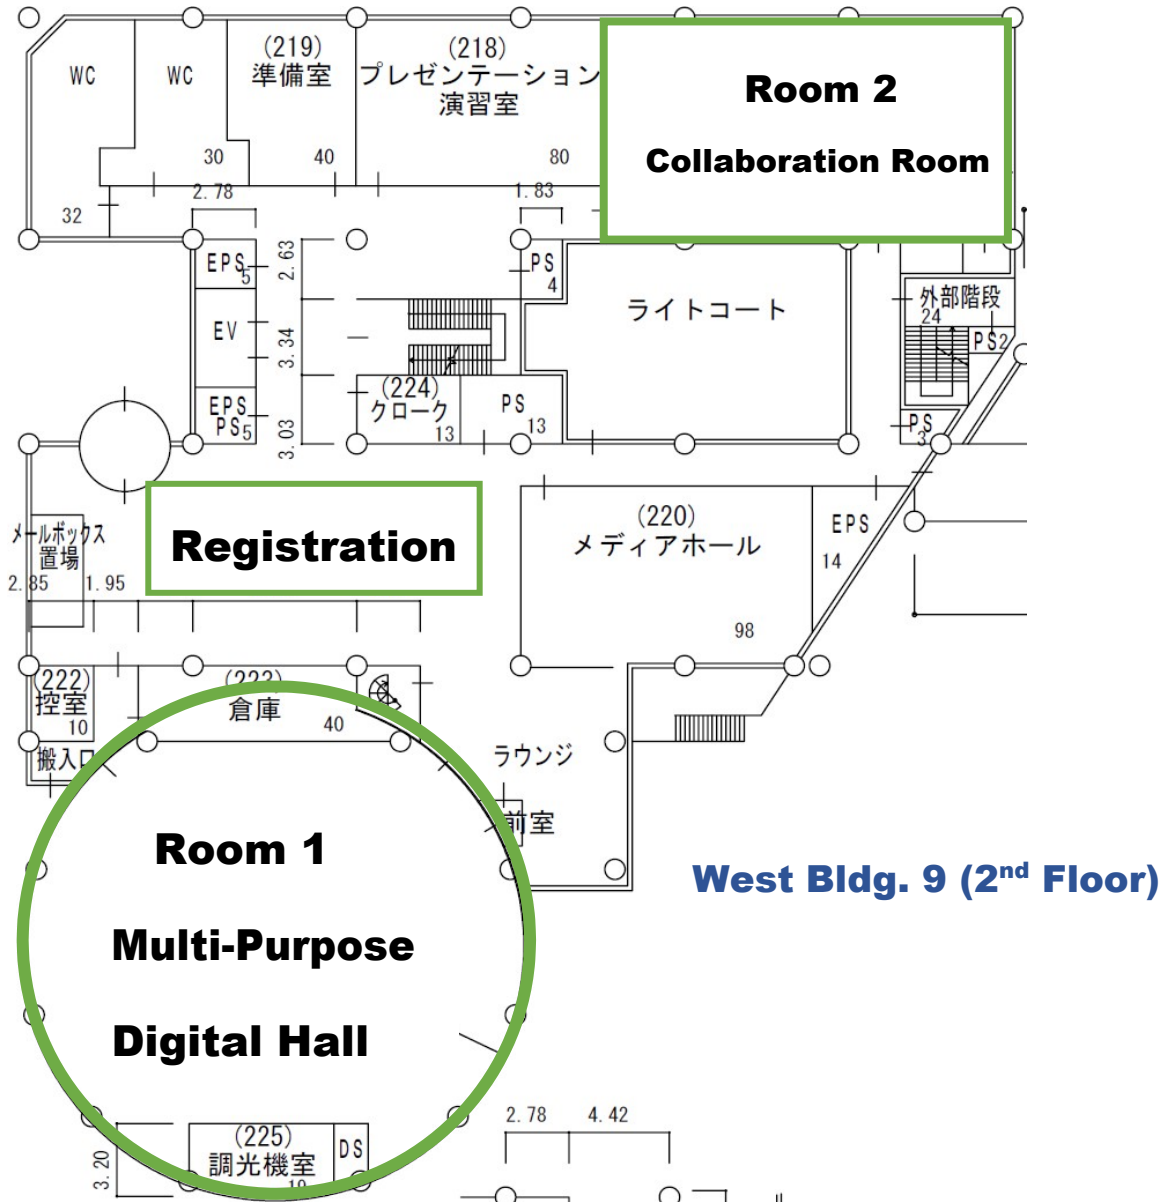 WC
WC
(219)
準備室
(218)
プレゼンテーション
演習室
Room 2
Collaboration Room
30
40
80
32
2.78
1.83
EPS
5
2.63
PS
4
ライトコート
外部階段
24
PS2
EV
3.34
(224)
クローク
13
PS
13
EPS
PS5
3.03
PS
3
メールボックス
置場
Registration
(220)
メディアホール
EPS
14
2.85
1.95
98
(222)
控室
10
(223)
倉庫
40
搬入口
ラウンジ
前室
Room 1
Multi-Purpose
Digital Hall
West Bldg. 9 (2nd Floor)
2.78
4.42
3.20
(225)
調光機室
DS